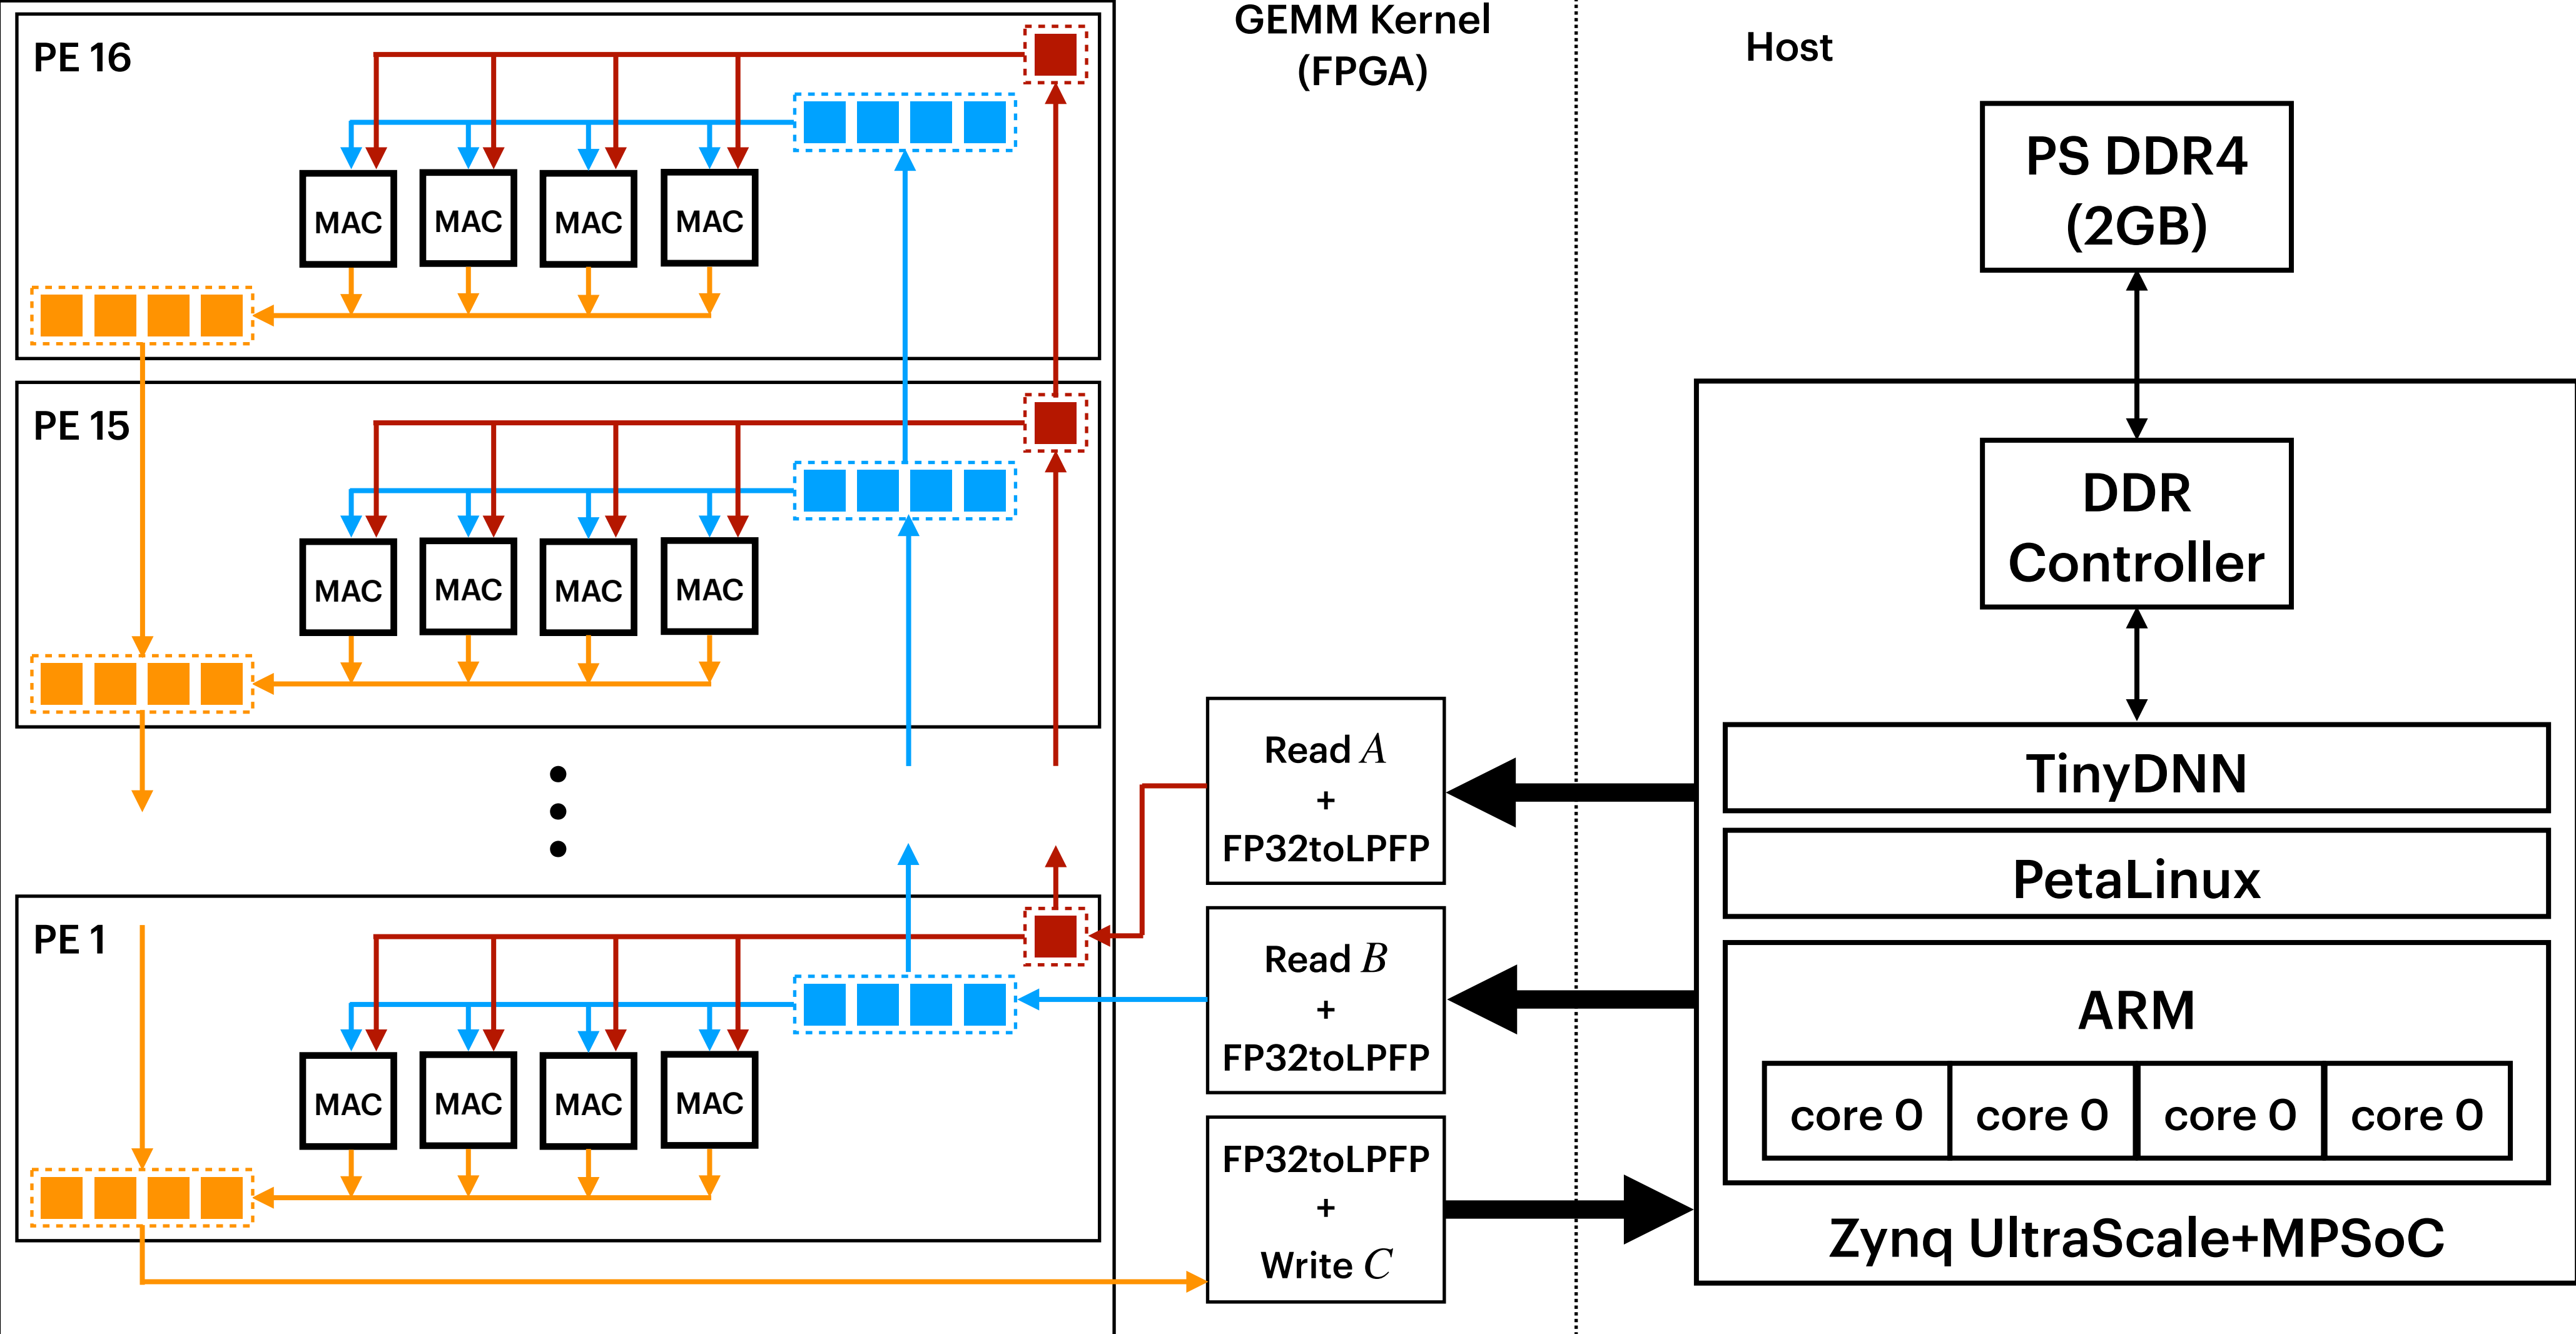 GEMM Kernel
(FPGA)
Host
PE 16
MAC MAC MAC MAC
PE 15
MAC MAC MAC MAC
PE 1
MAC MAC MAC MAC
Read A
+
FP32toLPFP
Read B
+
FP32toLPFP
FP32toLPFP
+
Write C
PS DDR4
(2GB)
DDR
Controller
TinyDNN
PetaLinux
ARM
core 0 core 0 core 0 core 0
Zynq UltraScale+MPSoC